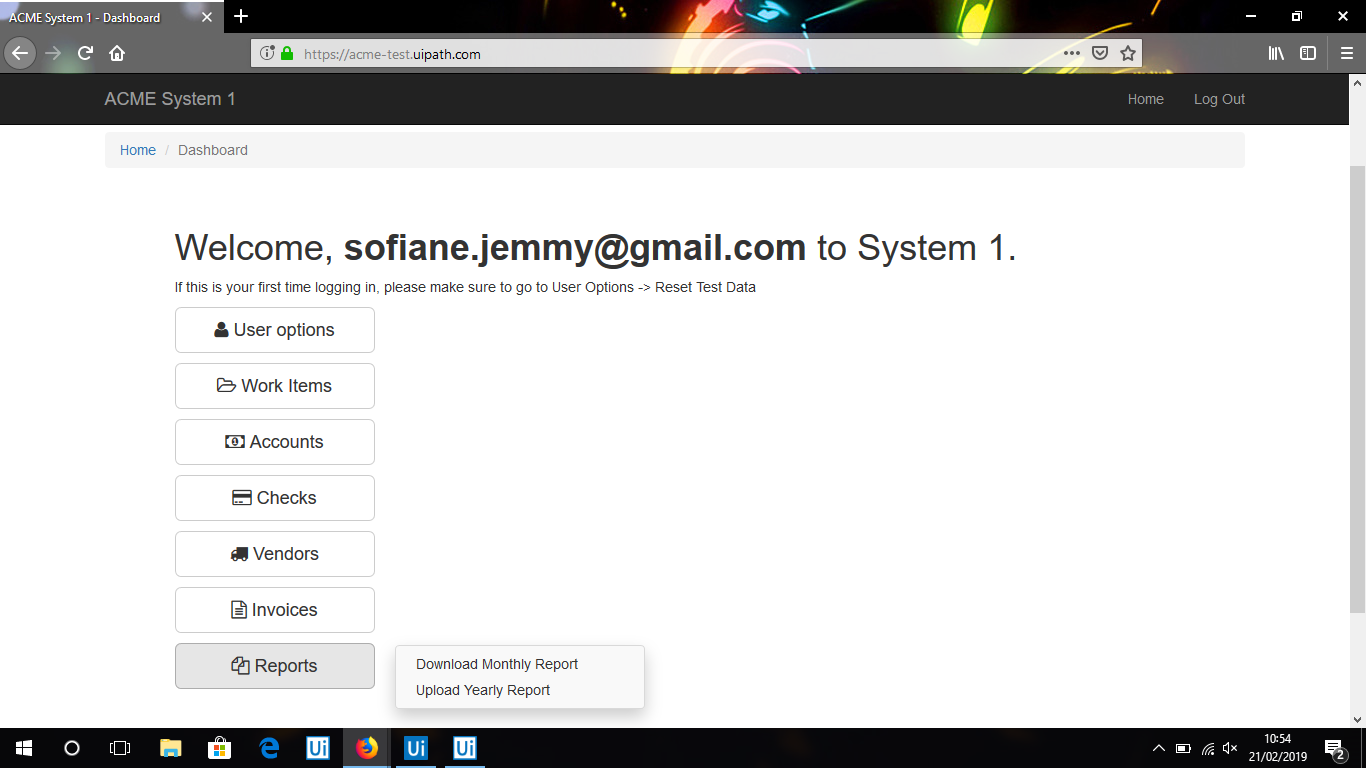 ACME System 1 - Dashboard
https://acme-test.uipath.com
ACME System 1
Home
Log Out
Home / Dashboard
Welcome, sofiane.jemmy@gmail.com to System 1.
If this is your first time logging in, please make sure to go to User Options -> Reset Test Data
User options
Work Items
Accounts
Checks
Vendors
Invoices
Reports
Download Monthly Report
Upload Yearly Report
Ui
Ui
Ui
10:54
21/02/2019
2